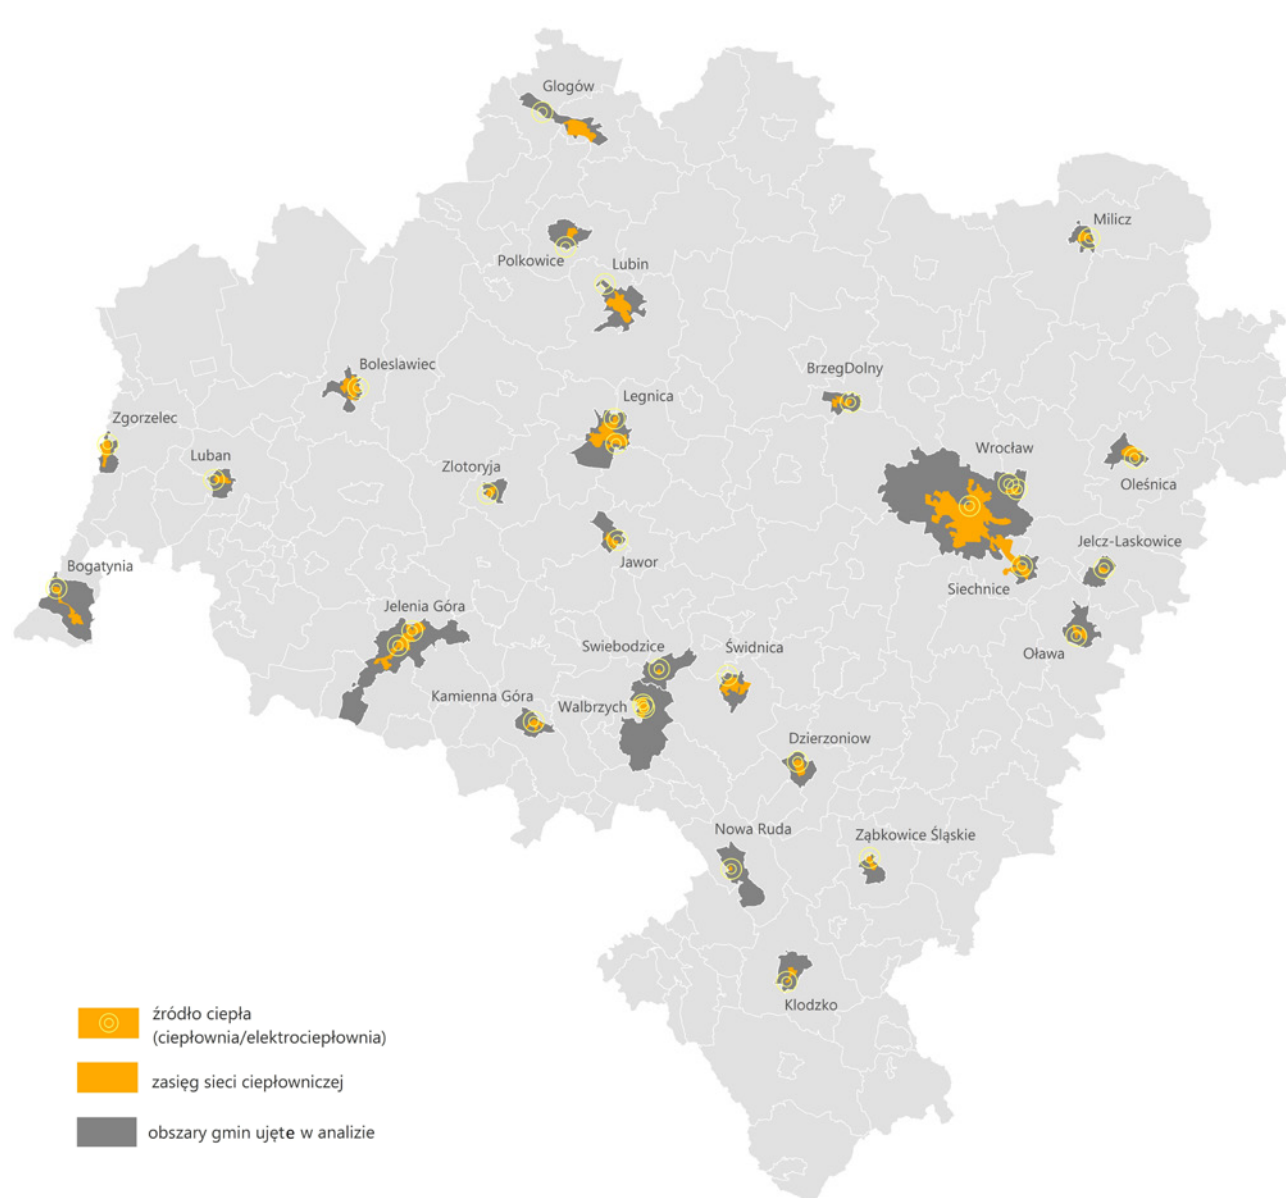 Glogów
Milicz
Polkowice
Lubin
Boleslawiec
BrzegDolny
Legnica
Zgorzelec
Luban
Zlotoryja
Wrocław
Oleśnica
Jelcz-Laskowice
Jawor
Bogatynia
Siechnice
Jelenia Góra
Swiebodzice
Świdnica
Oława
Kamienna Góra
Walbrzych
Dzierzoniow
Nowa Ruda
Ząbkowice Śląskie
Klodzko
źródło ciepła
(ciepłownia/elektrociepłownia)
zasięg sieci ciepłowniczej
obszary gmin ujęte w analizie